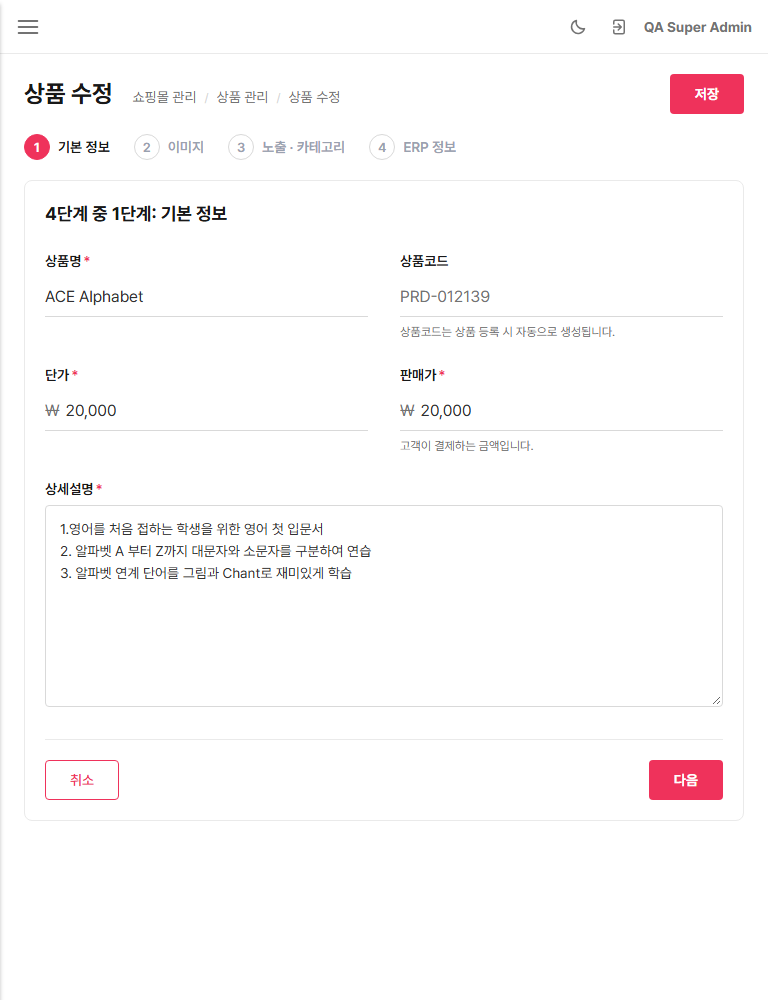 QA Super Admin
상품 수정
쇼핑몰 관리 / 상품 관리 / 상품 수정
저장
1 기본 정보 2 이미지 3 노출 · 카테고리 4 ERP 정보
4단계 중 1단계: 기본 정보
상품명 *
ACE Alphabet
상품코드
PRD-012139
상품코드는 상품 등록 시 자동으로 생성됩니다.
단가 *
₩ 20,000
판매가 *
₩ 20,000
고객이 결제하는 금액입니다.
상세설명 *
1.영어를 처음 접하는 학생을 위한 영어 첫 입문서
2. 알파벳 A 부터 Z까지 대문자와 소문자를 구분하여 연습
3. 알파벳 연계 단어를 그림과 Chant로 재미있게 학습
취소
다음